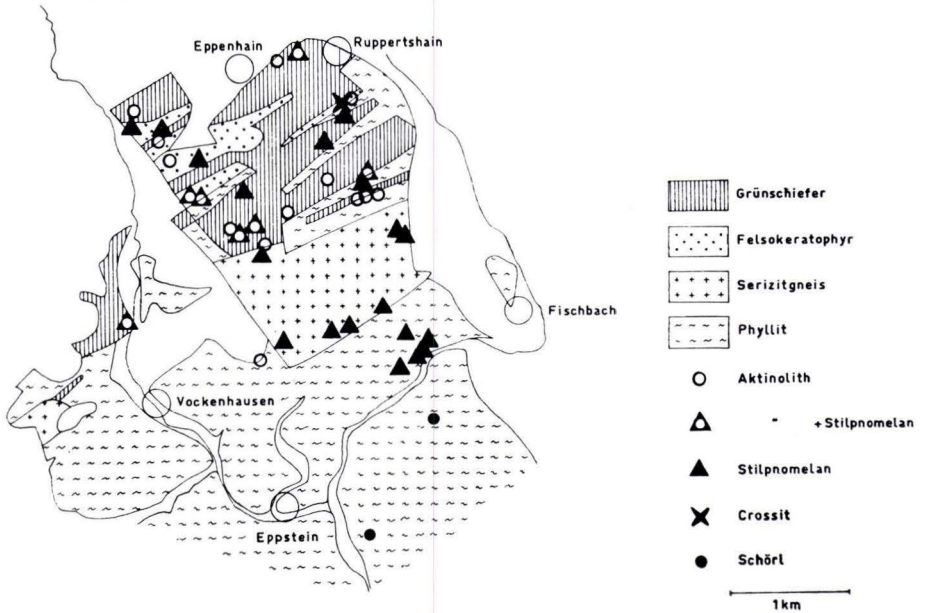 Eppenhain
Ruppertshain
Fischbach
Vockenhausen
Eppstein
Grünschiefer
Felsokeratophyr
Serizitgneis
Phyllit
Aktinolith
" + Stilpnomelan
Stilpnomelan
Crossit
Schörl
1km